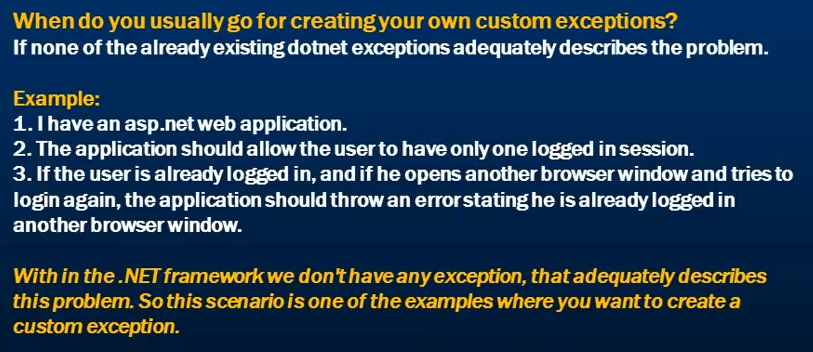 When do you usually go for creating your own custom exceptions?
If none of the already existing dotnet exceptions adequately describes the problem.
Example:
1. I have an asp.net web application.
2. The application should allow the user to have only one logged in session.
3. If the user is already logged in, and if he opens another browser window and tries to
login again, the application should throw an error stating he is already logged in
another browser window.
With in the .NET framework we don't have any exception, that adequately describes
this problem. So this scenario is one of the examples where you want to create a
custom exception.